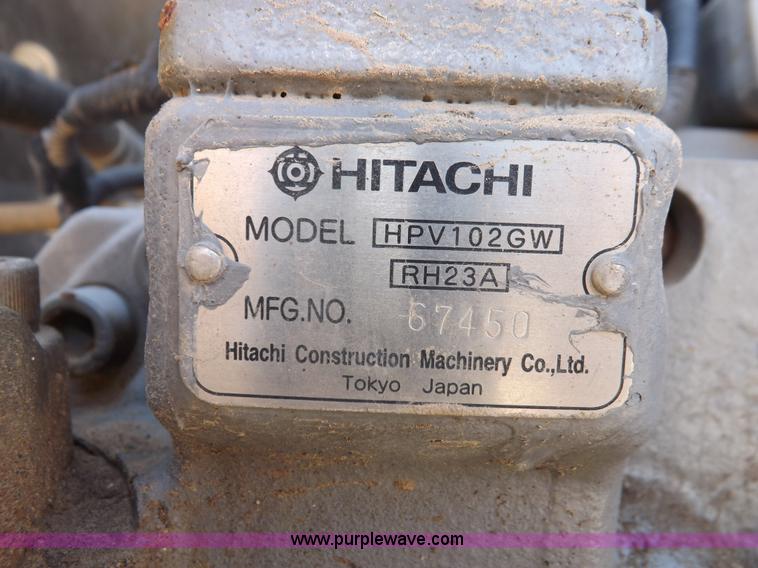 HITACHI
MODEL HPV102GW
RH23A
MFG.NO. 67450
Hitachi Construction Machinery Co.,Ltd.
Tokyo Japan
www.purplewave.com